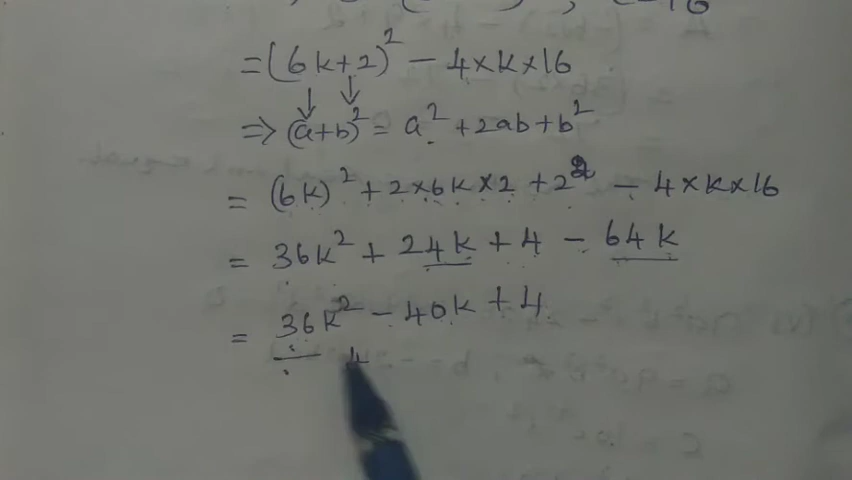 = (6k+2)² - 4×k×16
⇒ (a+b)² = a² + 2ab + b²
= (6k)² + 2×6k×2 + 2² - 4×k×16
= 36k² + 24k + 4 - 64k
= 36k² - 40k + 4
4